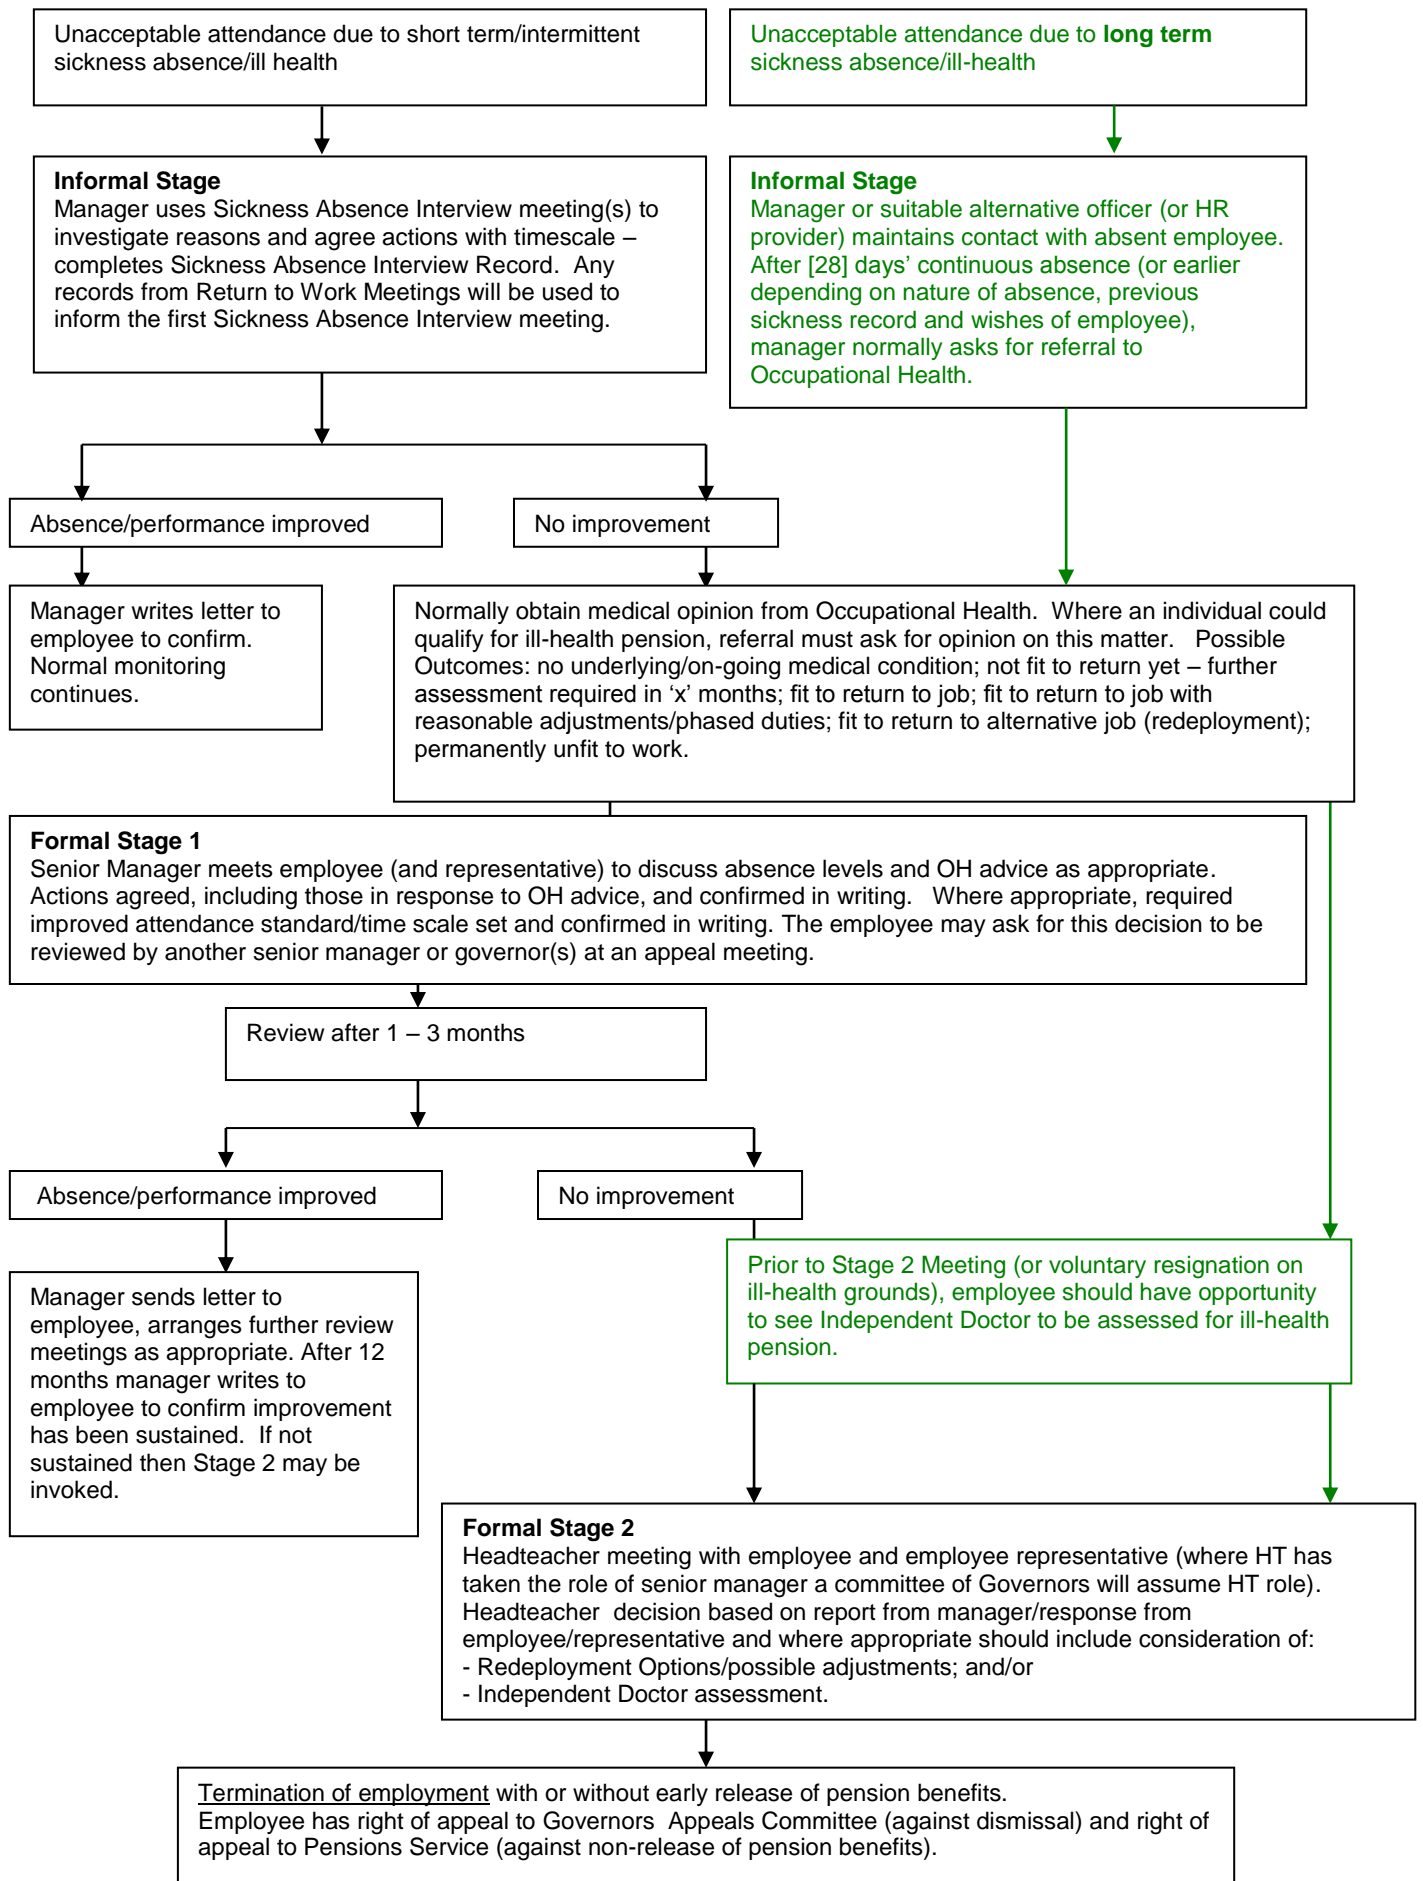 Unacceptable attendance due to short term/intermittent
sickness absence/ill health
Unacceptable attendance due to long term
sickness absence/ill-health
Informal Stage
Manager uses Sickness Absence Interview meeting(s) to
investigate reasons and agree actions with timescale –
completes Sickness Absence Interview Record.  Any
records from Return to Work Meetings will be used to
inform the first Sickness Absence Interview meeting.
Informal Stage
Manager or suitable alternative officer (or HR
provider) maintains contact with absent employee.
After [28] days’ continuous absence (or earlier
depending on nature of absence, previous
sickness record and wishes of employee),
manager normally asks for referral to
Occupational Health.
Absence/performance improved
No improvement
Manager writes letter to
employee to confirm.
Normal monitoring
continues.
Normally obtain medical opinion from Occupational Health.  Where an individual could
qualify for ill-health pension, referral must ask for opinion on this matter.   Possible
Outcomes: no underlying/on-going medical condition; not fit to return yet – further
assessment required in ‘x’ months; fit to return to job; fit to return to job with
reasonable adjustments/phased duties; fit to return to alternative job (redeployment);
permanently unfit to work.
Formal Stage 1
Senior Manager meets employee (and representative) to discuss absence levels and OH advice as appropriate.
Actions agreed, including those in response to OH advice, and confirmed in writing.   Where appropriate, required
improved attendance standard/time scale set and confirmed in writing. The employee may ask for this decision to be
reviewed by another senior manager or governor(s) at an appeal meeting.
Review after 1 – 3 months
Absence/performance improved
No improvement
Manager sends letter to
employee, arranges further review
meetings as appropriate. After 12
months manager writes to
employee to confirm improvement
has been sustained.  If not
sustained then Stage 2 may be
invoked.
Prior to Stage 2 Meeting (or voluntary resignation on
ill-health grounds), employee should have opportunity
to see Independent Doctor to be assessed for ill-health
pension.
Formal Stage 2
Headteacher meeting with employee and employee representative (where HT has
taken the role of senior manager a committee of Governors will assume HT role).
Headteacher  decision based on report from manager/response from
employee/representative and where appropriate should include consideration of:
- Redeployment Options/possible adjustments; and/or
- Independent Doctor assessment.
Termination of employment with or without early release of pension benefits.
Employee has right of appeal to Governors  Appeals Committee (against dismissal) and right of
appeal to Pensions Service (against non-release of pension benefits).